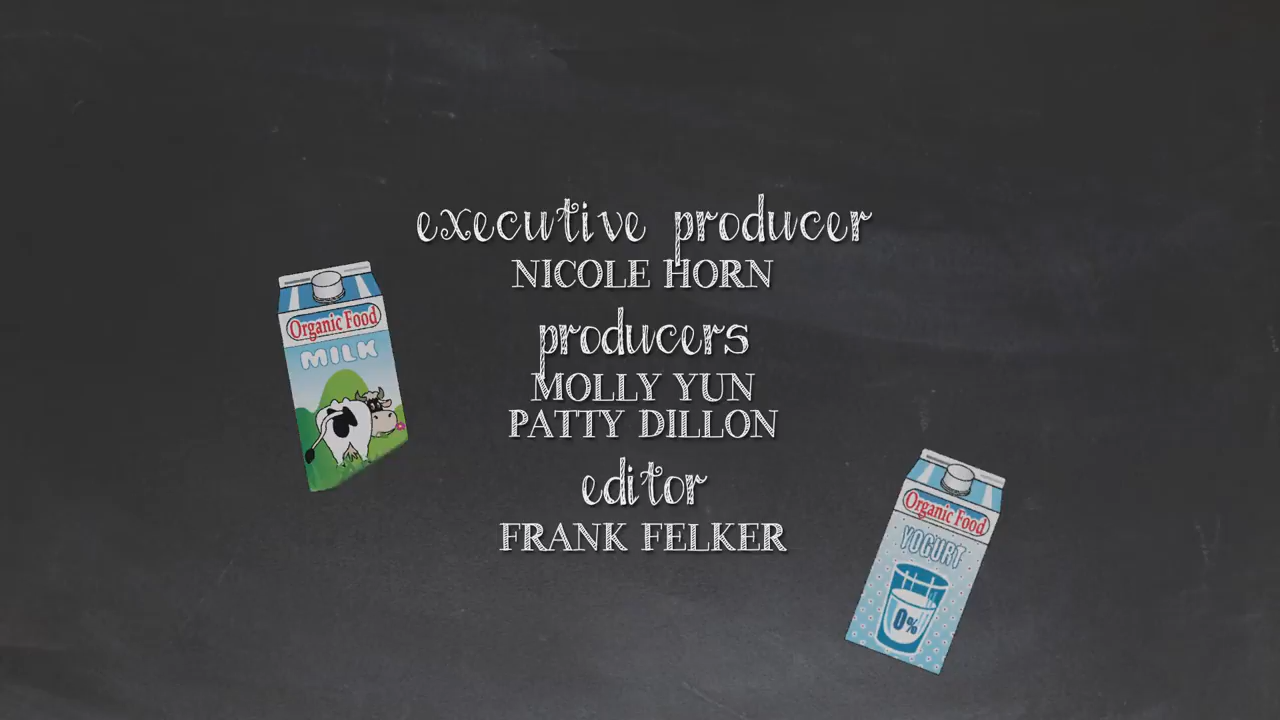 executive producer
NICOLE HORN
producers
MOLLY YUN
PATTY DILLON
editor
FRANK FELKER
Organic Food
MILK
Organic Food
YOGURT
0%